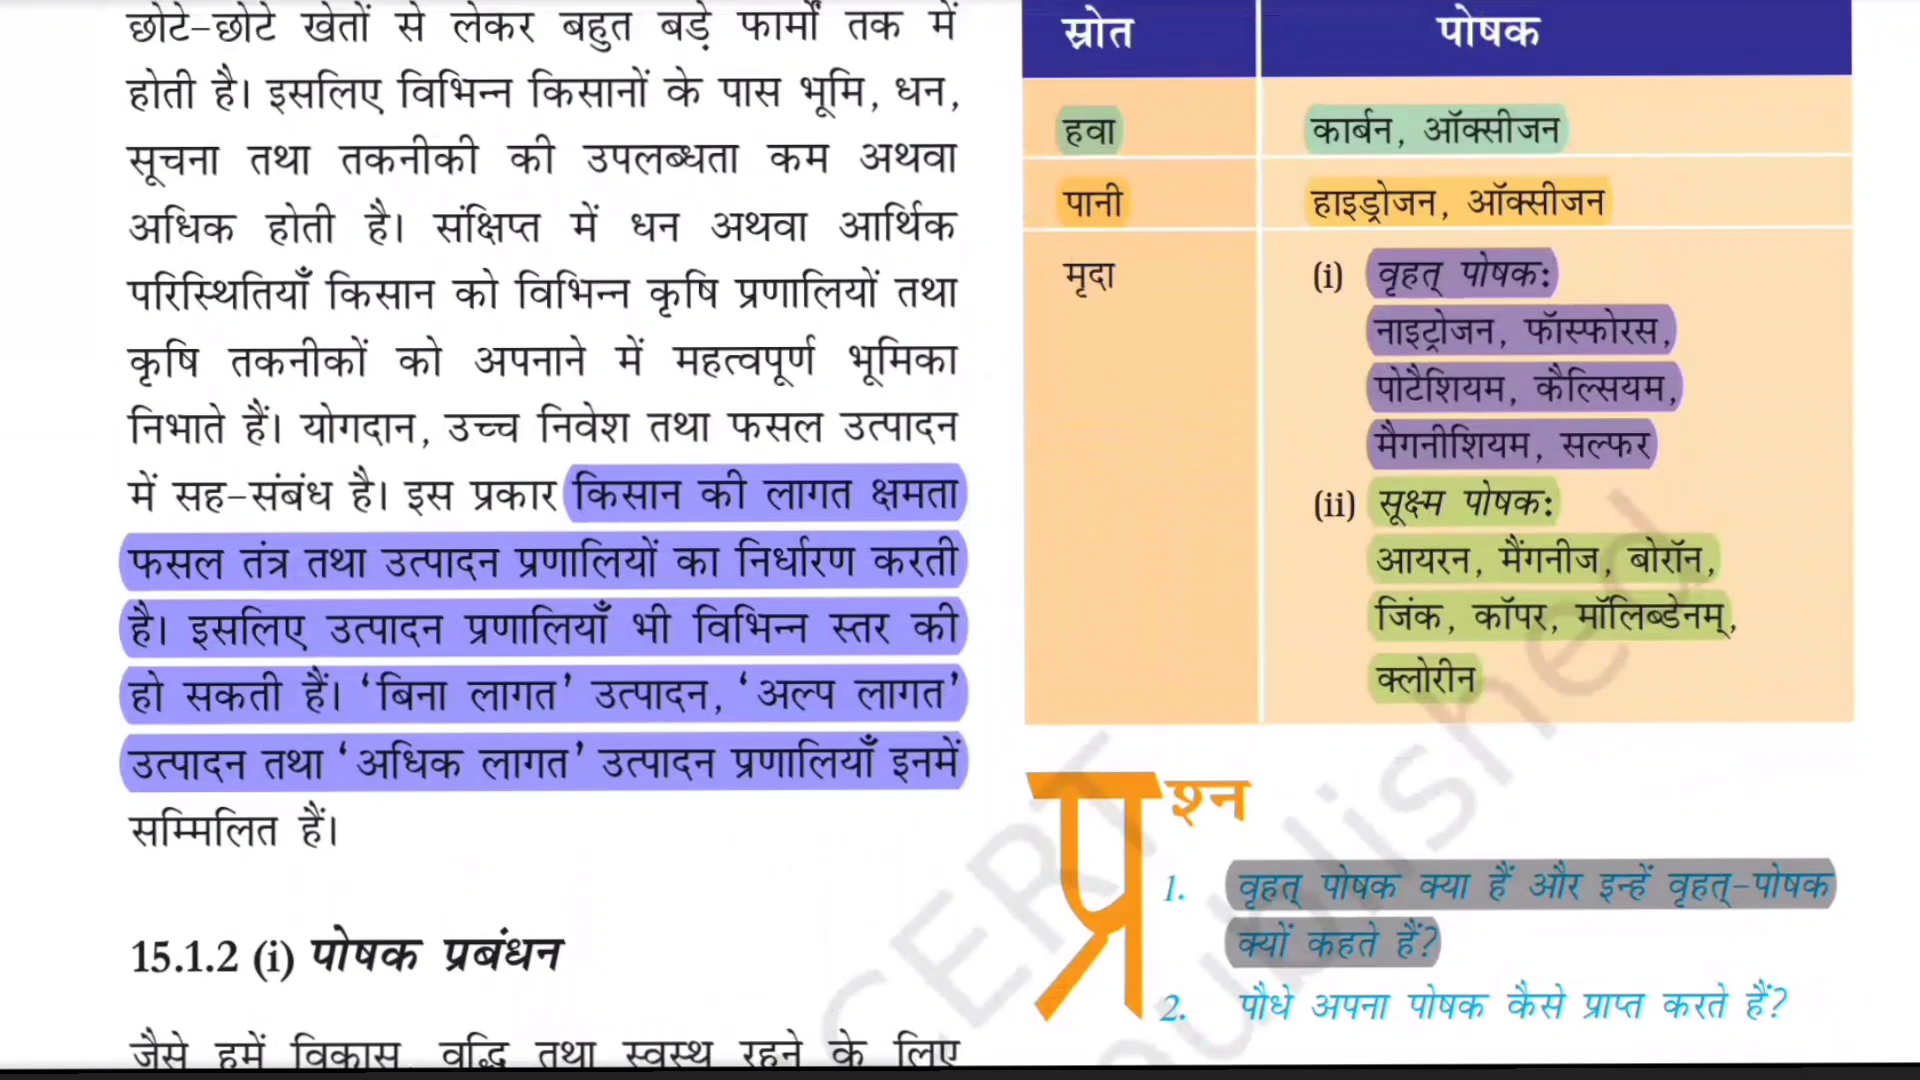 छोटे-छोटे खेतों से लेकर बहुत बड़े फार्मों तक में
होती है। इसलिए विभिन्न किसानों के पास भूमि, धन,
सूचना तथा तकनीकी की उपलब्धता कम अथवा
अधिक होती है। संक्षिप्त में धन अथवा आर्थिक
परिस्थितियाँ किसान को विभिन्न कृषि प्रणालियों तथा
कृषि तकनीकों को अपनाने में महत्वपूर्ण भूमिका
निभाते हैं। योगदान, उच्च निवेश तथा फसल उत्पादन
में सह-संबंध है। इस प्रकार किसान की लागत क्षमता
फसल तंत्र तथा उत्पादन प्रणालियों का निर्धारण करती
है। इसलिए उत्पादन प्रणालियाँ भी विभिन्न स्तर की
हो सकती हैं। ‘बिना लागत’ उत्पादन, ‘अल्प लागत’
उत्पादन तथा ‘अधिक लागत’ उत्पादन प्रणालियाँ इनमें
सम्मिलित हैं।
15.1.2 (i) पोषक प्रबंधन
जैसे हमें विकास, वृद्धि तथा स्वस्थ रहने के लिए
स्रोत पोषक
हवा कार्बन, ऑक्सीजन
पानी हाइड्रोजन, ऑक्सीजन
मृदा (i) वृहत् पोषक:
नाइट्रोजन, फॉस्फोरस,
पोटैशियम, कैल्सियम,
मैगनीशियम, सल्फर
(ii) सूक्ष्म पोषक:
आयरन, मैंगनीज, बोरॉन,
जिंक, कॉपर, मॉलिब्डेनम्,
क्लोरीन
प्रश्न
1. वृहत् पोषक क्या हैं और इन्हें वृहत्-पोषक
क्यों कहते हैं?
2. पौधे अपना पोषक कैसे प्राप्त करते हैं?
CERT
published